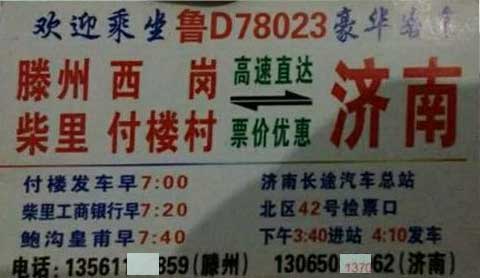 欢迎乘坐鲁D78023豪华客车
滕州 西岗 高速直达 济南
柴里 付楼村 票价优惠
付楼发车早7:00 济南长途汽车总站
柴里工商银行早7:20 北区42号检票口
鲍沟皇甫早7:40 下午3:40进站 4:10发车
电话:13561 859(滕州) 130650 1370 62(济南)